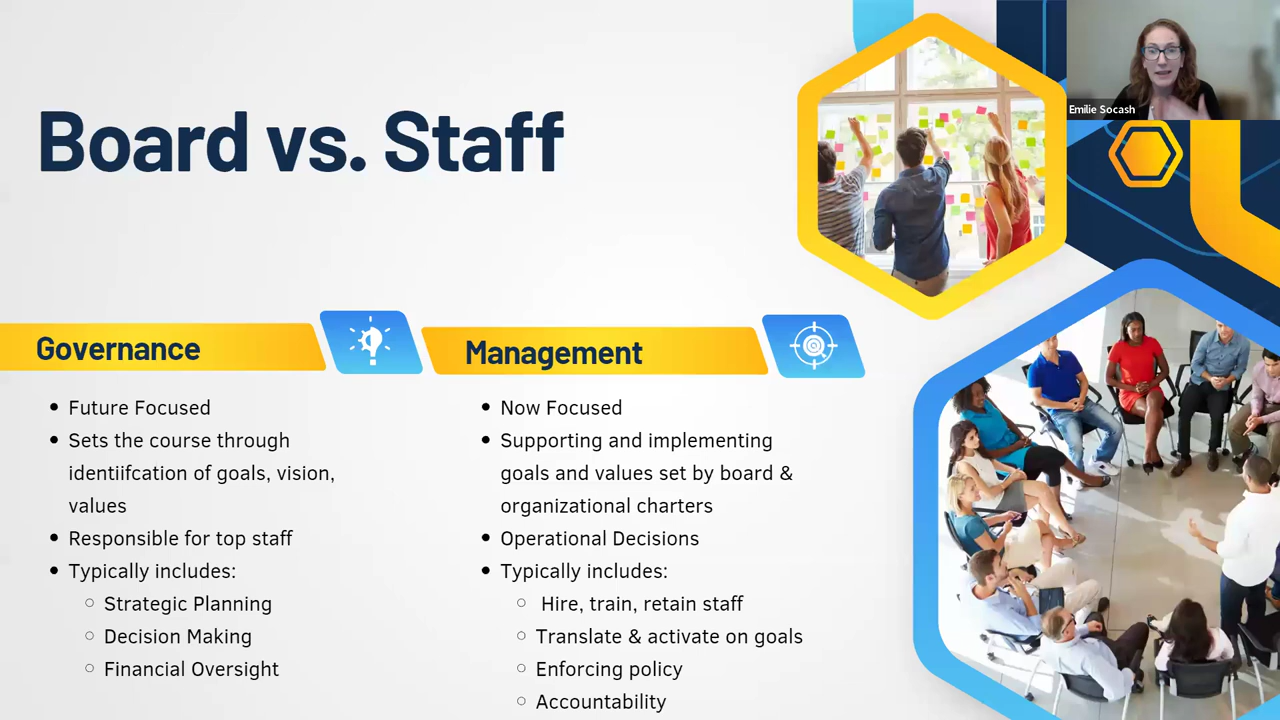 Emilie Socash
Board vs. Staff
Governance
Future Focused
Sets the course through
identiifcation of goals, vision,
values
Responsible for top staff
Typically includes:
Strategic Planning
Decision Making
Financial Oversight
Management
Now Focused
Supporting and implementing
goals and values set by board &
organizational charters
Operational Decisions
Typically includes:
Hire, train, retain staff
Translate & activate on goals
Enforcing policy
Accountability